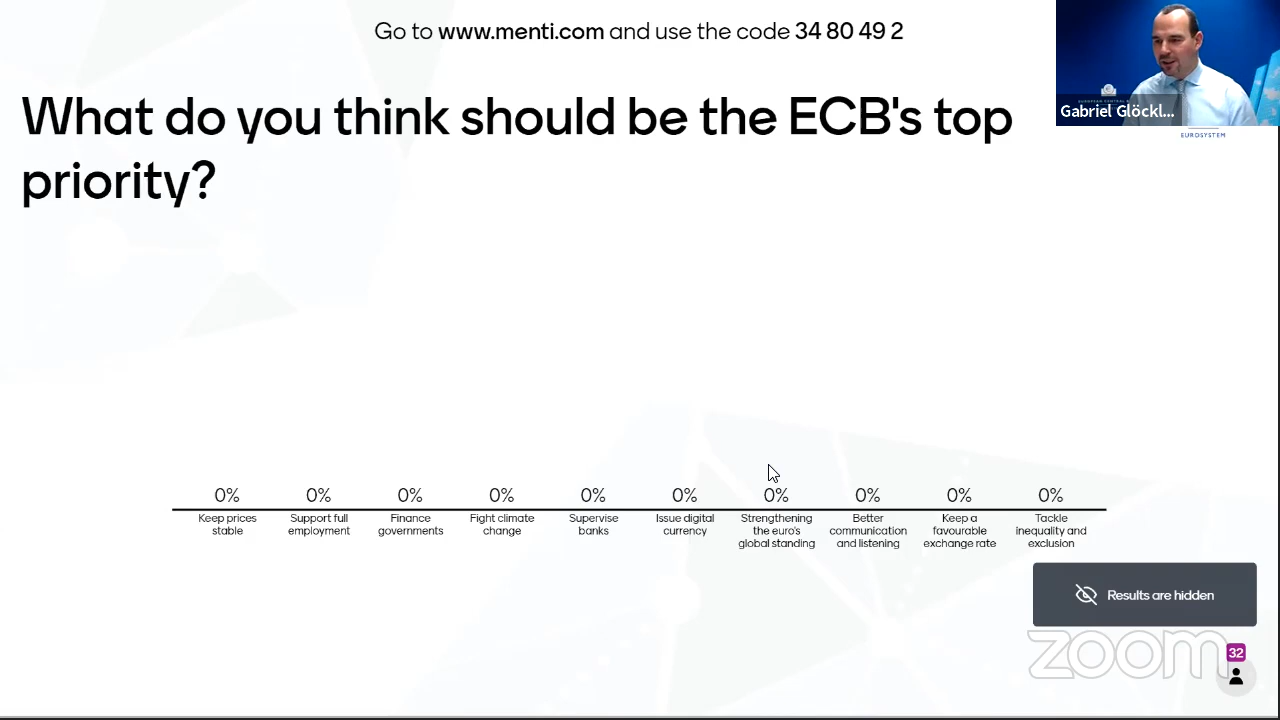 Go to www.menti.com and use the code 34 80 49 2
What do you think should be the ECB's top
priority?
Gabriel Glöckl...
EUROSYSTEM
0% 0% 0% 0% 0% 0% 0% 0% 0% 0%
Keep prices
stable
Support full
employment
Finance
governments
Fight climate
change
Supervise
banks
Issue digital
currency
Strengthening
the euro's
global standing
Better
communication
and listening
Keep a
favourable
exchange rate
Tackle
inequality and
exclusion
Results are hidden
zoom
32